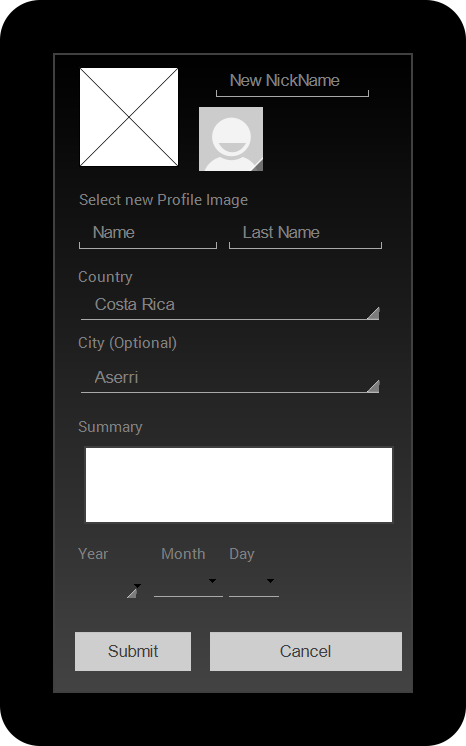 New NickName
Select new Profile Image
Name Last Name
Country
Costa Rica
City (Optional)
Aserri
Summary
Year Month Day
Submit Cancel